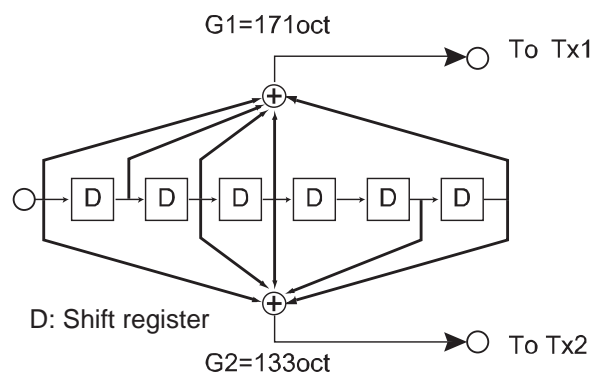 G1=171oct
To Tx1
D D D D D D
D: Shift register
To Tx2
G2=133oct